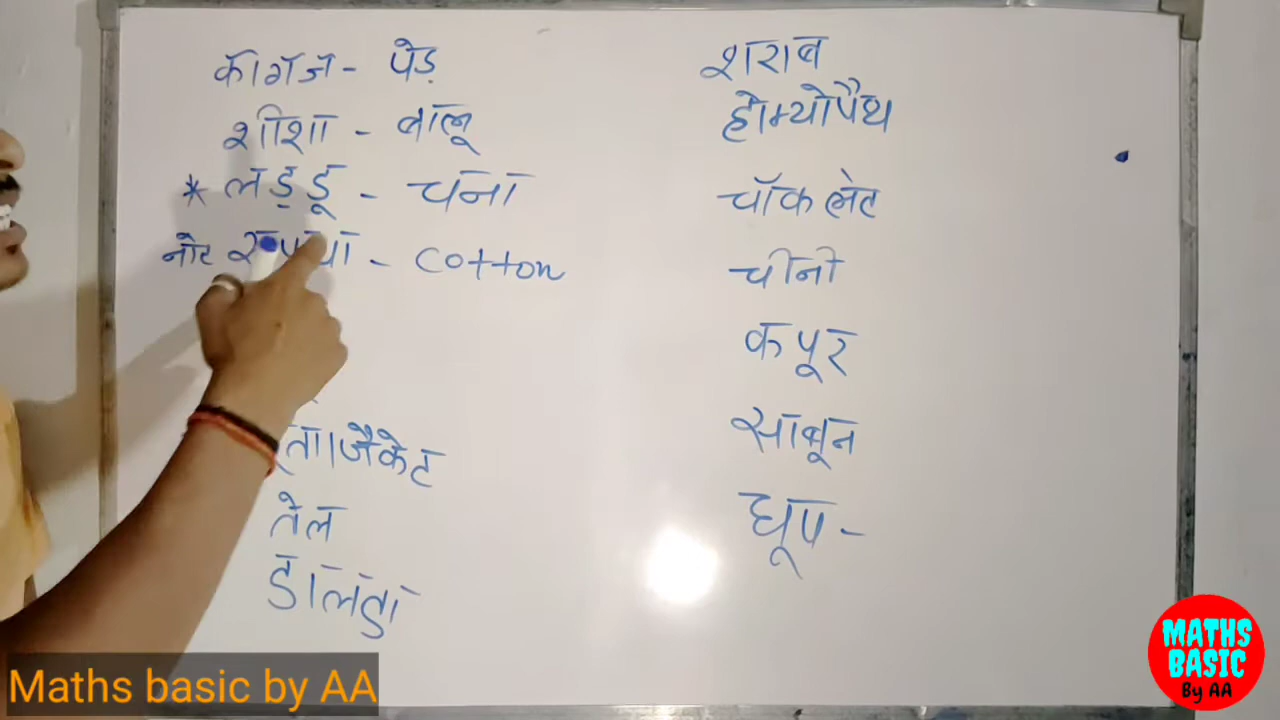 कागज - पेड़
शीशा - बालू
* लड़्डू - चना
नोट रुपया - cotton
जैकेट
तेल
डालडा
शराब
होम्योपैथ
चॉकलेट
चीनी
कपूर
साबून
धूप -
Maths basic by AA
MATHS
BASIC
By AA